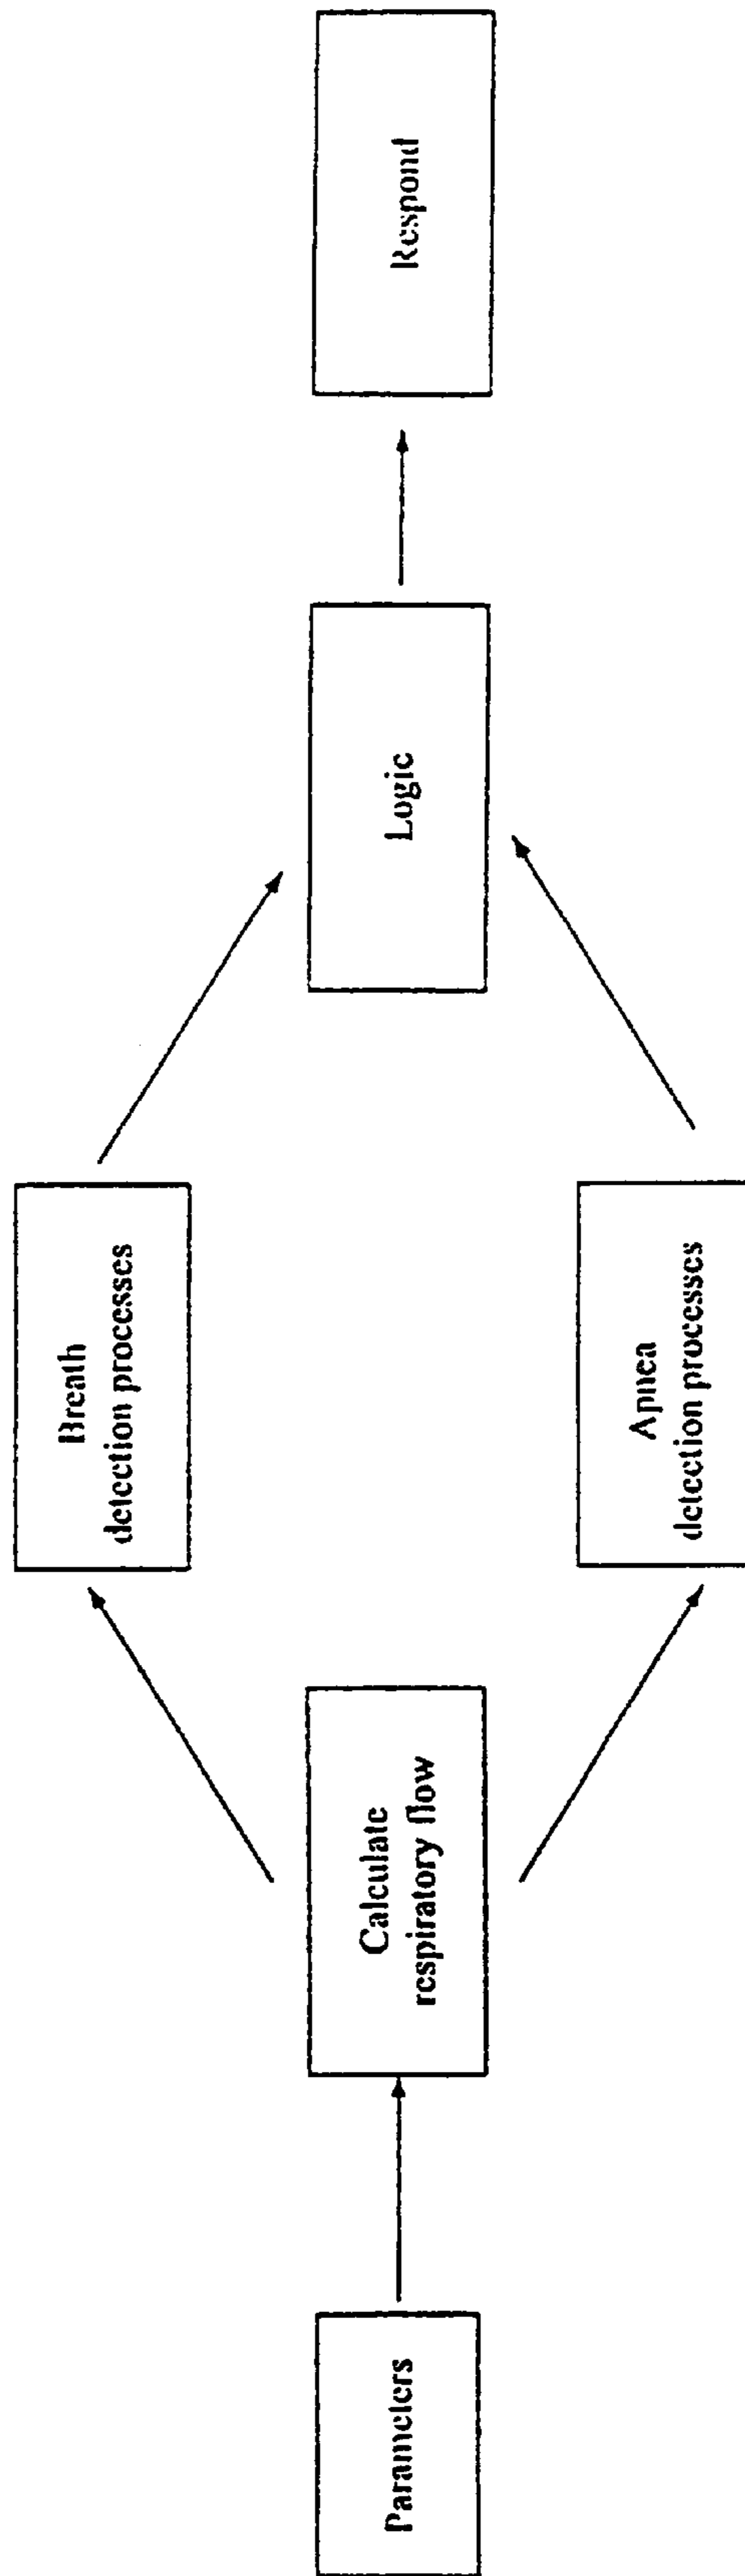 Parameters
Calculate
respiratory flow
Breath
detection processes
Apnea
detection processes
Logic
Respond